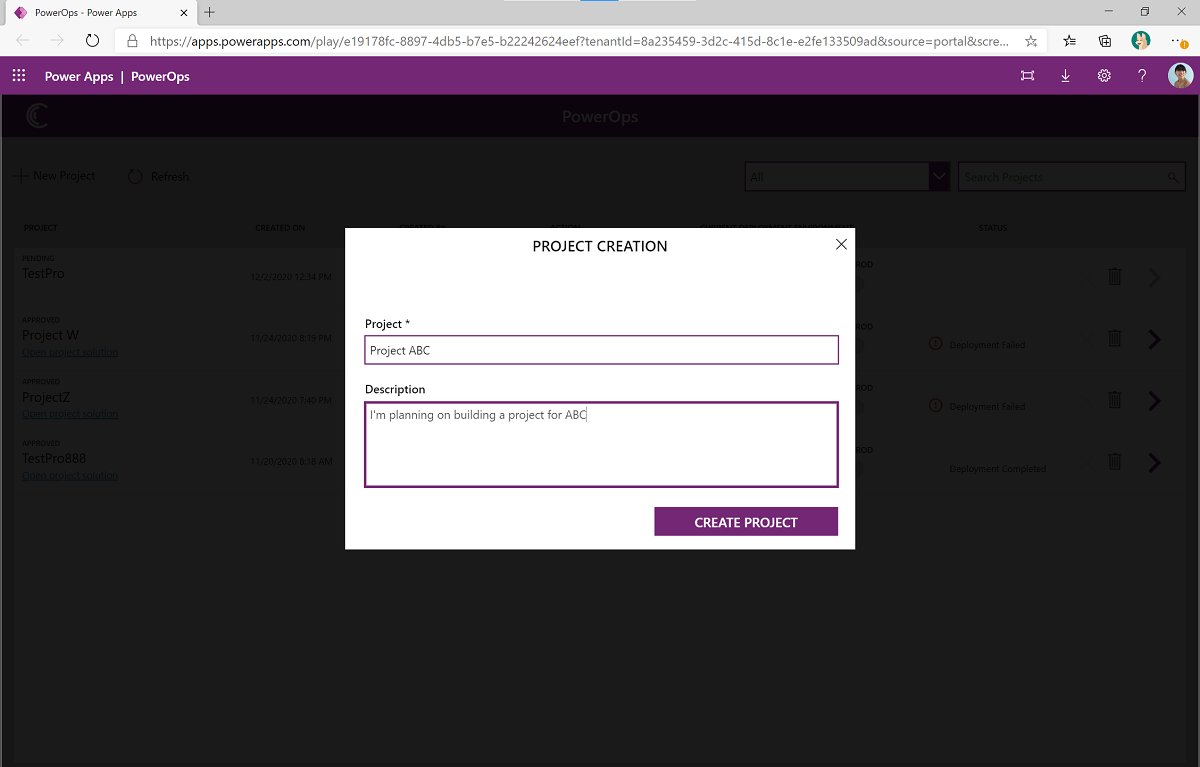 PowerOps - Power Apps
https://apps.powerapps.com/play/e19178fc-8897-4db5-b7e5-b22242624eef?tenantId=8a235459-3d2c-415d-8c1e-e2fe133509ad&source=portal&scre...
Power Apps | PowerOps
PowerOps
New Project
Refresh
All
Search Projects
PROJECT
CREATED ON
STATUS
PENDING
TestPro
12/2/2020 12:34 PM
APPROVED
Project W
Open project solution
11/24/2020 8:19 PM
Deployment Failed
APPROVED
ProjectZ
Open project solution
11/24/2020 7:40 PM
Deployment Failed
APPROVED
TestPro888
Open project solution
11/20/2020 8:18 AM
Deployment Completed
PROJECT CREATION
Project *
Project ABC
Description
I'm planning on building a project for ABC
CREATE PROJECT